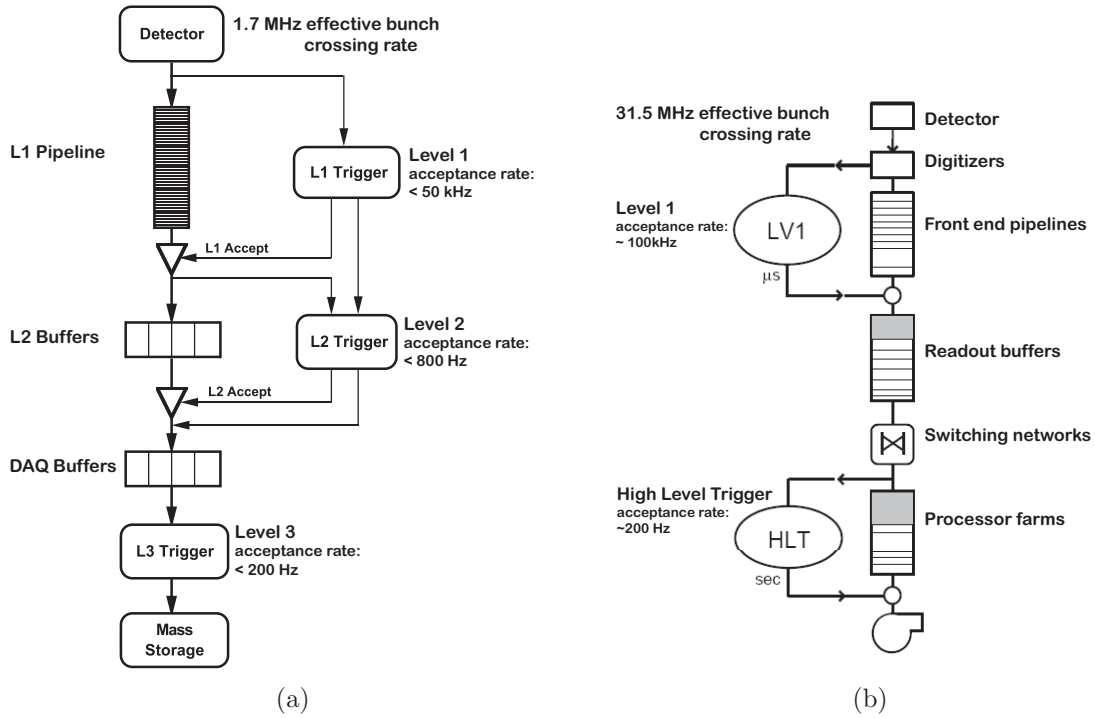 Detector
1.7 MHz effective bunch
crossing rate
L1 Pipeline
L1 Trigger
Level 1
acceptance rate:
< 50 kHz
L1 Accept
L2 Buffers
L2 Trigger
Level 2
acceptance rate:
< 800 Hz
L2 Accept
DAQ Buffers
L3 Trigger
Level 3
acceptance rate:
< 200 Hz
Mass
Storage
(a)
31.5 MHz effective bunch
crossing rate
Detector
Digitizers
Level 1
acceptance rate:
~ 100kHz
LV1
μs
Front end pipelines
Readout buffers
Switching networks
High Level Trigger
acceptance rate:
~200 Hz
HLT
sec
Processor farms
(b)